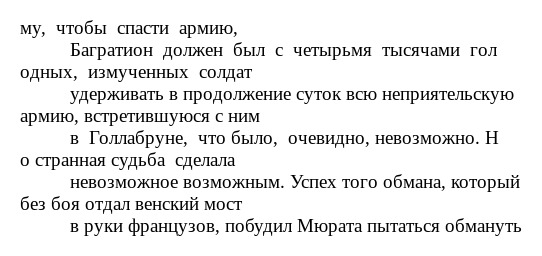 му, чтобы спасти армию,
Багратион должен был с четырьмя тысячами гол
одных, измученных солдат
удерживать в продолжение суток всю неприятельскую
армию, встретившуюся с ним
в Голлабруне, что было, очевидно, невозможно. Н
о странная судьба сделала
невозможное возможным. Успех того обмана, который
без боя отдал венский мост
в руки французов, побудил Мюрата пытаться обмануть